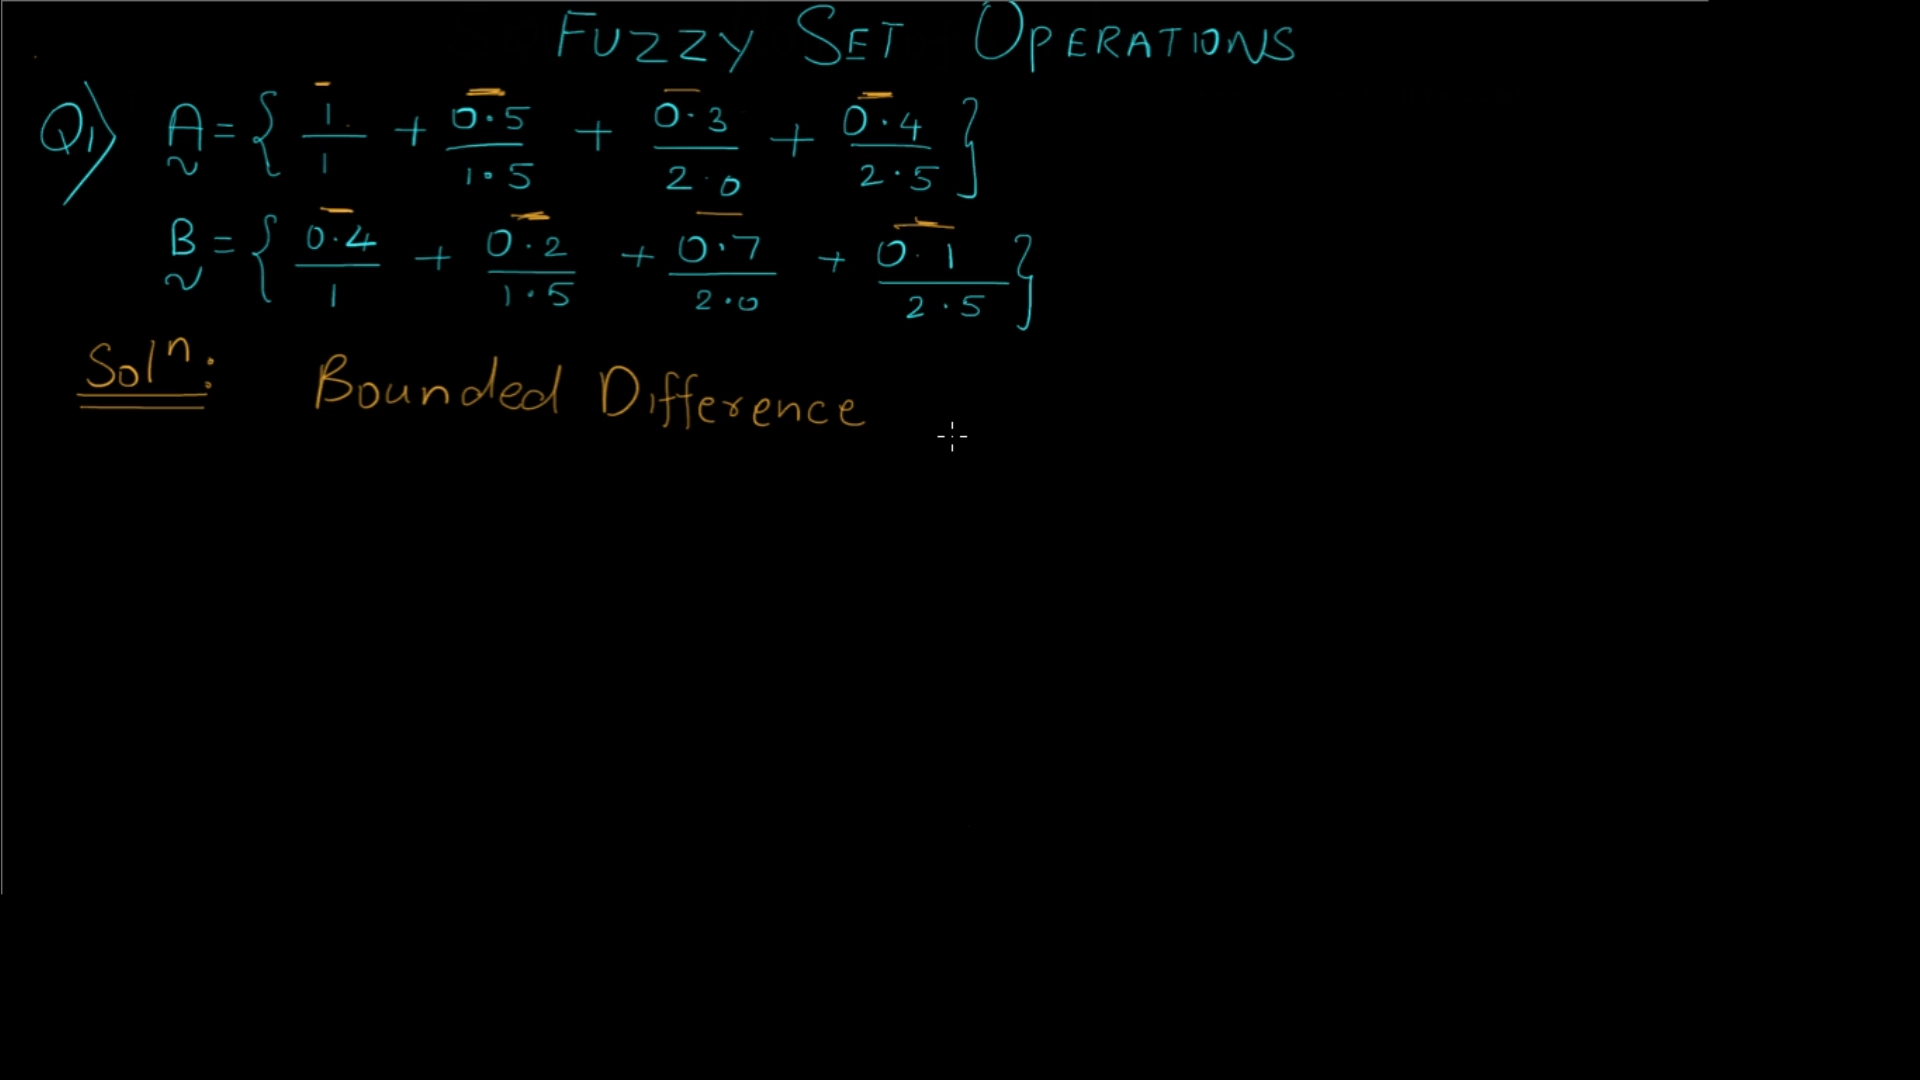 FUZZY SET OPERATIONS
Q1) A = { 1/1 + 0.5/1.5 + 0.3/2.0 + 0.4/2.5 }
~
B = { 0.4/1 + 0.2/1.5 + 0.7/2.0 + 0.1/2.5 }
~
Solⁿ: Bounded Difference